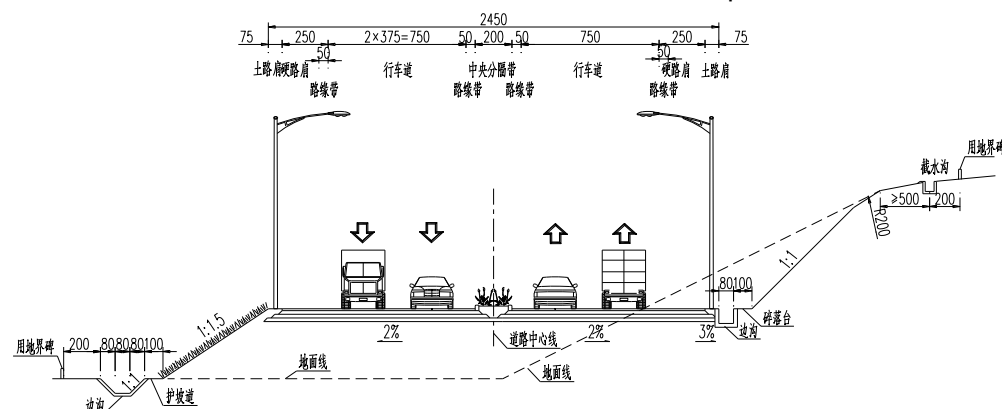 2450
75 250 2×375=750 50 200 50 750 250 75
50 50
土路肩 硬路肩 行车道 中央分隔带 行车道 硬路肩 土路肩
路缘带 路缘带 路缘带 路缘带
用地界碑
截水沟
≥500 200
R200
1:1
80 100
碎落台
边沟
1:1.5
2% 道路中心线 2% 3%
用地界碑 200 80 80 80 100
地面线
地面线
1:1
护坡道
边沟